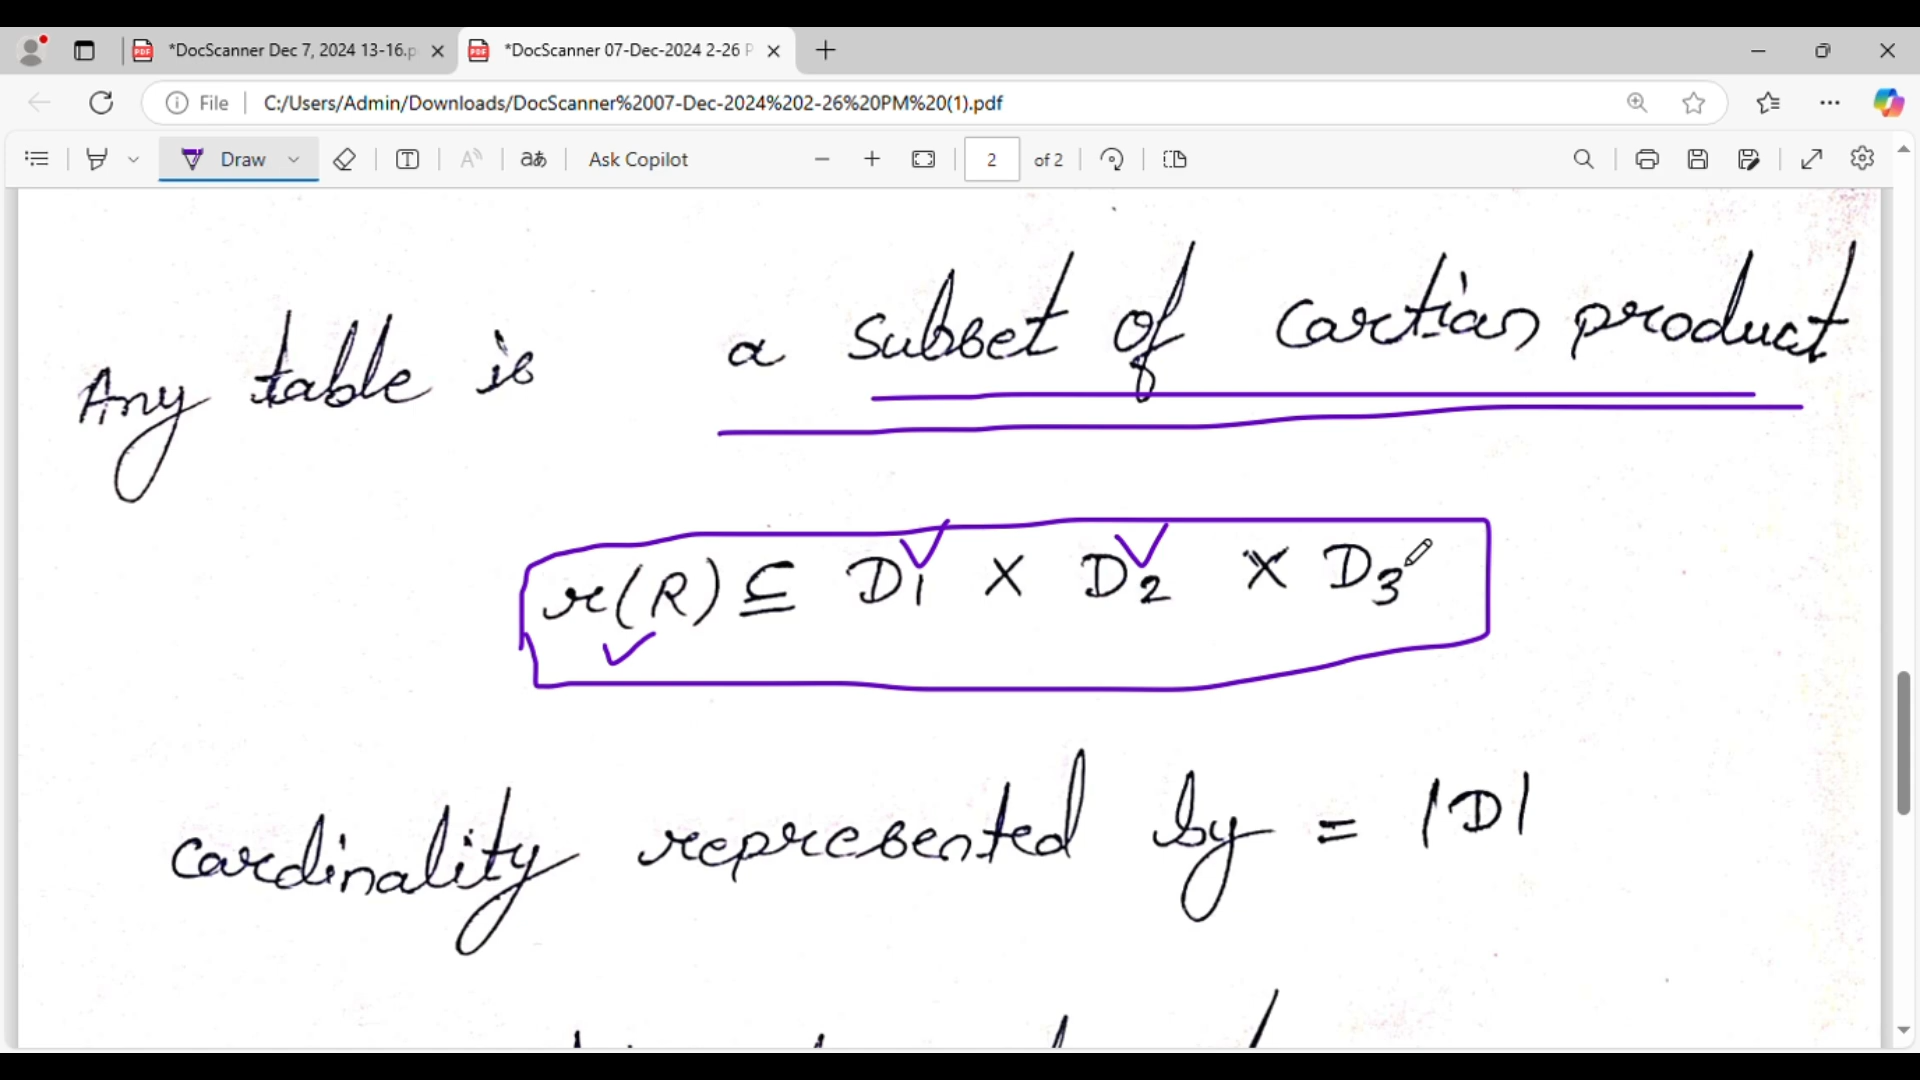 *DocScanner Dec 7, 2024 13-16.p
*DocScanner 07-Dec-2024 2-26 P
File
C:/Users/Admin/Downloads/DocScanner%2007-Dec-2024%202-26%20PM%20(1).pdf
Draw
Ask Copilot
2 of 2
Any table is a subset of cartian product
r(R) ⊆ D1 X D2 X D3
cardinality represented by = |D|